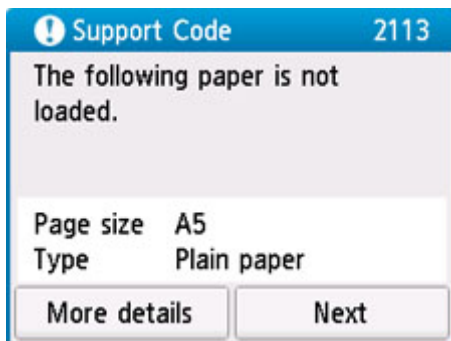 Support Code 2113
The following paper is not
loaded.
Page size A5
Type Plain paper
More details Next